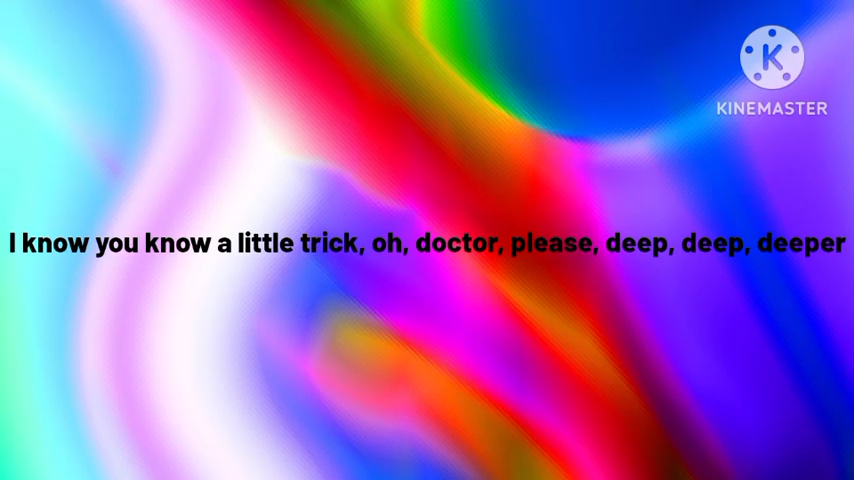 KINEMASTER
I know you know a little trick, oh, doctor, please, deep, deep, deeper